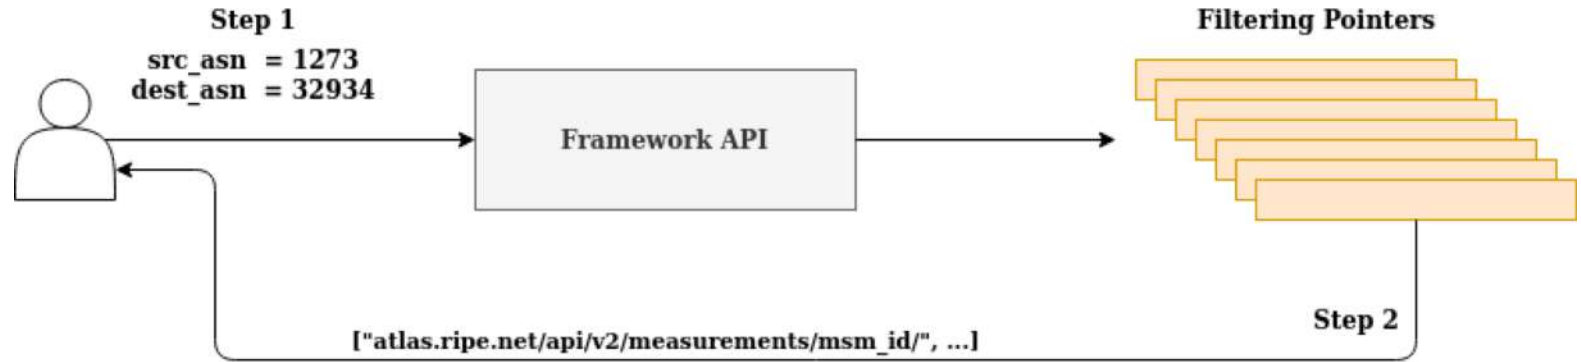 Step 1
src_asn = 1273
dest_asn = 32934
Framework API
Filtering Pointers
Step 2
["atlas.ripe.net/api/v2/measurements/msm_id/", ...]